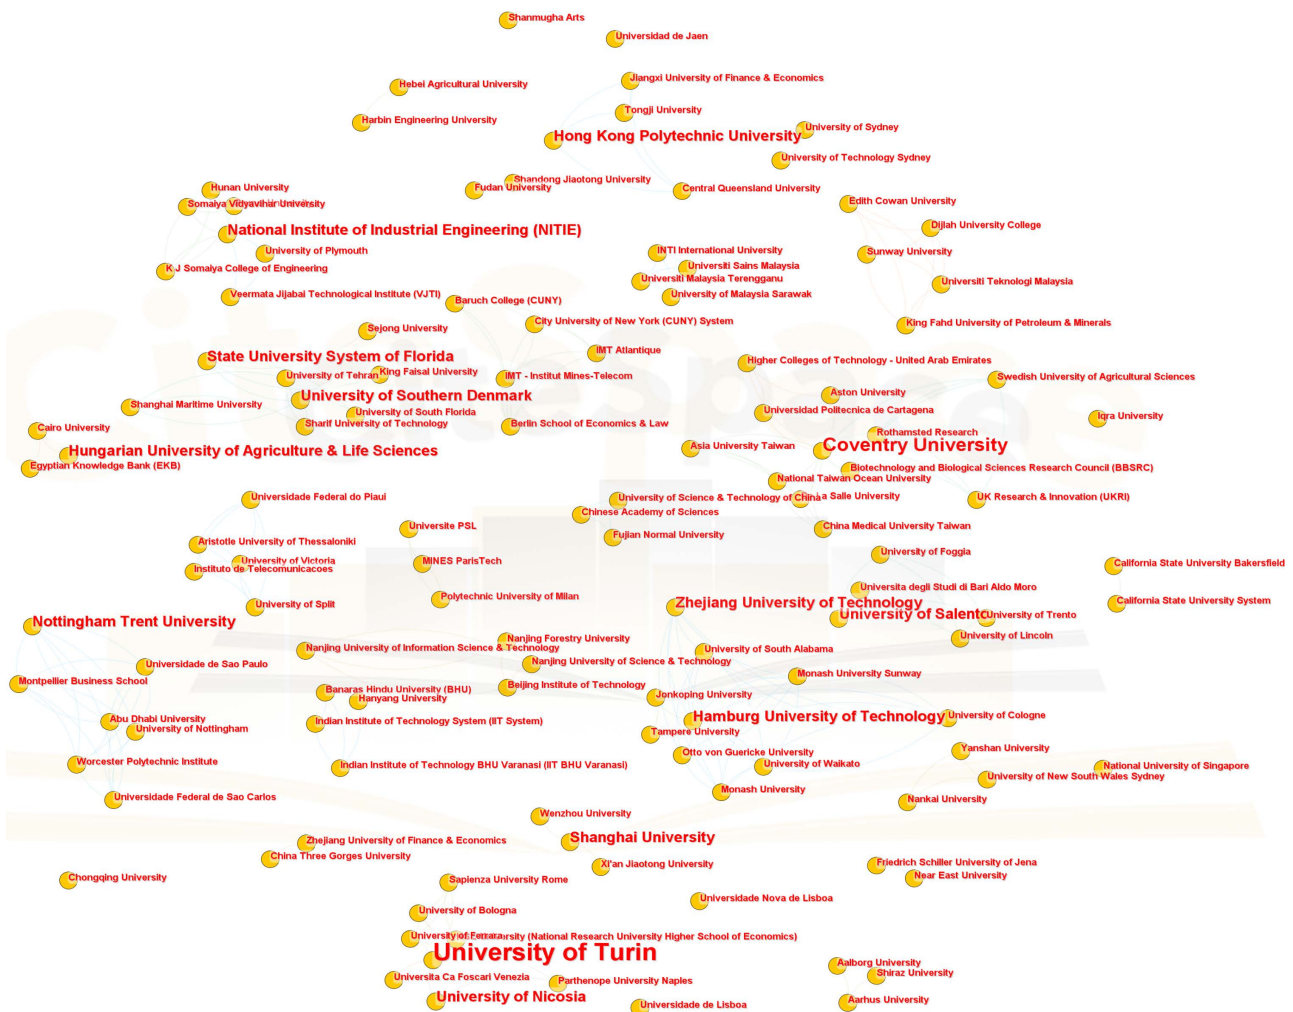 Shanmugha Arts
Universidad de Jaen
Jiangxi University of Finance & Economics
Hebei Agricultural University
Tongji University
Harbin Engineering University
University of Sydney
Hong Kong Polytechnic University
University of Technology Sydney
Shandong Jiaotong University
Fudan University
Central Queensland University
Hunan University
Somaiya Vidyavihar University
Edith Cowan University
Dijlah University College
National Institute of Industrial Engineering (NITIE)
University of Plymouth
INTI International University
Sunway University
K J Somaiya College of Engineering
Universiti Sains Malaysia
Universiti Malaysia Terengganu
Universiti Teknologi Malaysia
Veermata Jijabai Technological Institute (VJTI)
University of Malaysia Sarawak
Baruch College (CUNY)
City University of New York (CUNY) System
King Fahd University of Petroleum & Minerals
Sejong University
IMT Atlantique
State University System of Florida
Higher Colleges of Technology - United Arab Emirates
University of Tehran
King Faisal University
IMT - Institut Mines-Telecom
Swedish University of Agricultural Sciences
Aston University
University of Southern Denmark
Shanghai Maritime University
University of South Florida
Universidad Politecnica de Cartagena
Iqra University
Sharif University of Technology
Berlin School of Economics & Law
Cairo University
Rothamsted Research
Coventry University
Asia University Taiwan
Hungarian University of Agriculture & Life Sciences
Egyptian Knowledge Bank (EKB)
Biotechnology and Biological Sciences Research Council (BBSRC)
National Taiwan Ocean University
Universidade Federal do Piaui
University of Science & Technology of China
a Salle University
UK Research & Innovation (UKRI)
Chinese Academy of Sciences
Universite PSL
China Medical University Taiwan
Fujian Normal University
Aristotle University of Thessaloniki
University of Foggia
University of Victoria
MINES ParisTech
California State University Bakersfield
Instituto de Telecomunicacoes
Universita degli Studi di Bari Aldo Moro
Polytechnic University of Milan
California State University System
University of Split
Zhejiang University of Technology
University of Salento
University of Trento
Nottingham Trent University
University of Lincoln
Nanjing Forestry University
Nanjing University of Information Science & Technology
University of South Alabama
Nanjing University of Science & Technology
Universidade de Sao Paulo
Monash University Sunway
Montpellier Business School
Beijing Institute of Technology
Banaras Hindu University (BHU)
Jonkoping University
Hanyang University
Hamburg University of Technology
University of Cologne
Abu Dhabi University
Indian Institute of Technology System (IIT System)
University of Nottingham
Tampere University
Otto von Guericke University
Yanshan University
Worcester Polytechnic Institute
Indian Institute of Technology BHU Varanasi (IIT BHU Varanasi)
University of Waikato
National University of Singapore
University of New South Wales Sydney
Monash University
Universidade Federal de Sao Carlos
Nankai University
Wenzhou University
Shanghai University
Zhejiang University of Finance & Economics
China Three Gorges University
Xi'an Jiaotong University
Friedrich Schiller University of Jena
Near East University
Chongqing University
Sapienza University Rome
Universidade Nova de Lisboa
University of Bologna
University of Ferrara
University (National Research University Higher School of Economics)
University of Turin
Aalborg University
Shiraz University
Universita Ca Foscari Venezia
Parthenope University Naples
University of Nicosia
Aarhus University
Universidade de Lisboa
CiteSpace